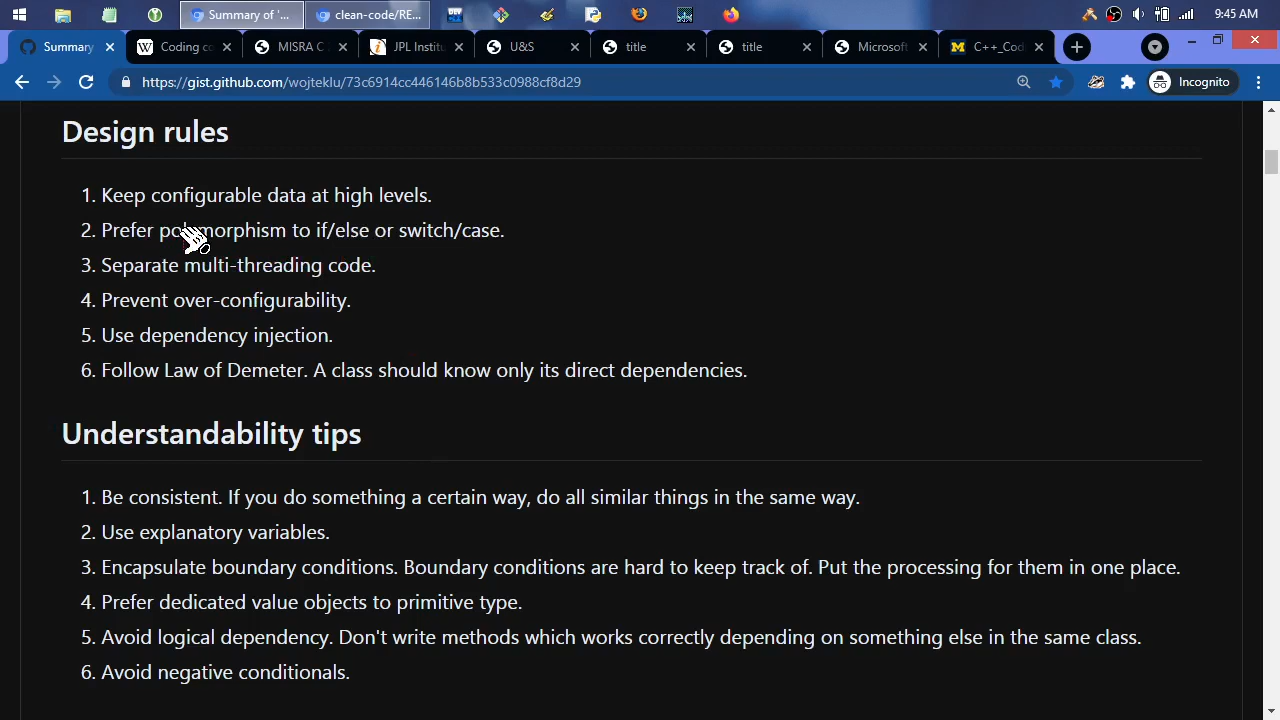 Summary of '...
clean-code/RE...
9:45 AM
Summary
Coding co
MISRA C 2
JPL Institu
U&S
title
title
Microsoft
C++_Cod
https://gist.github.com/wojteklu/73c6914cc446146b8b533c0988cf8d29
Incognito
Design rules
1. Keep configurable data at high levels.
2. Prefer polymorphism to if/else or switch/case.
3. Separate multi-threading code.
4. Prevent over-configurability.
5. Use dependency injection.
6. Follow Law of Demeter. A class should know only its direct dependencies.
Understandability tips
1. Be consistent. If you do something a certain way, do all similar things in the same way.
2. Use explanatory variables.
3. Encapsulate boundary conditions. Boundary conditions are hard to keep track of. Put the processing for them in one place.
4. Prefer dedicated value objects to primitive type.
5. Avoid logical dependency. Don't write methods which works correctly depending on something else in the same class.
6. Avoid negative conditionals.